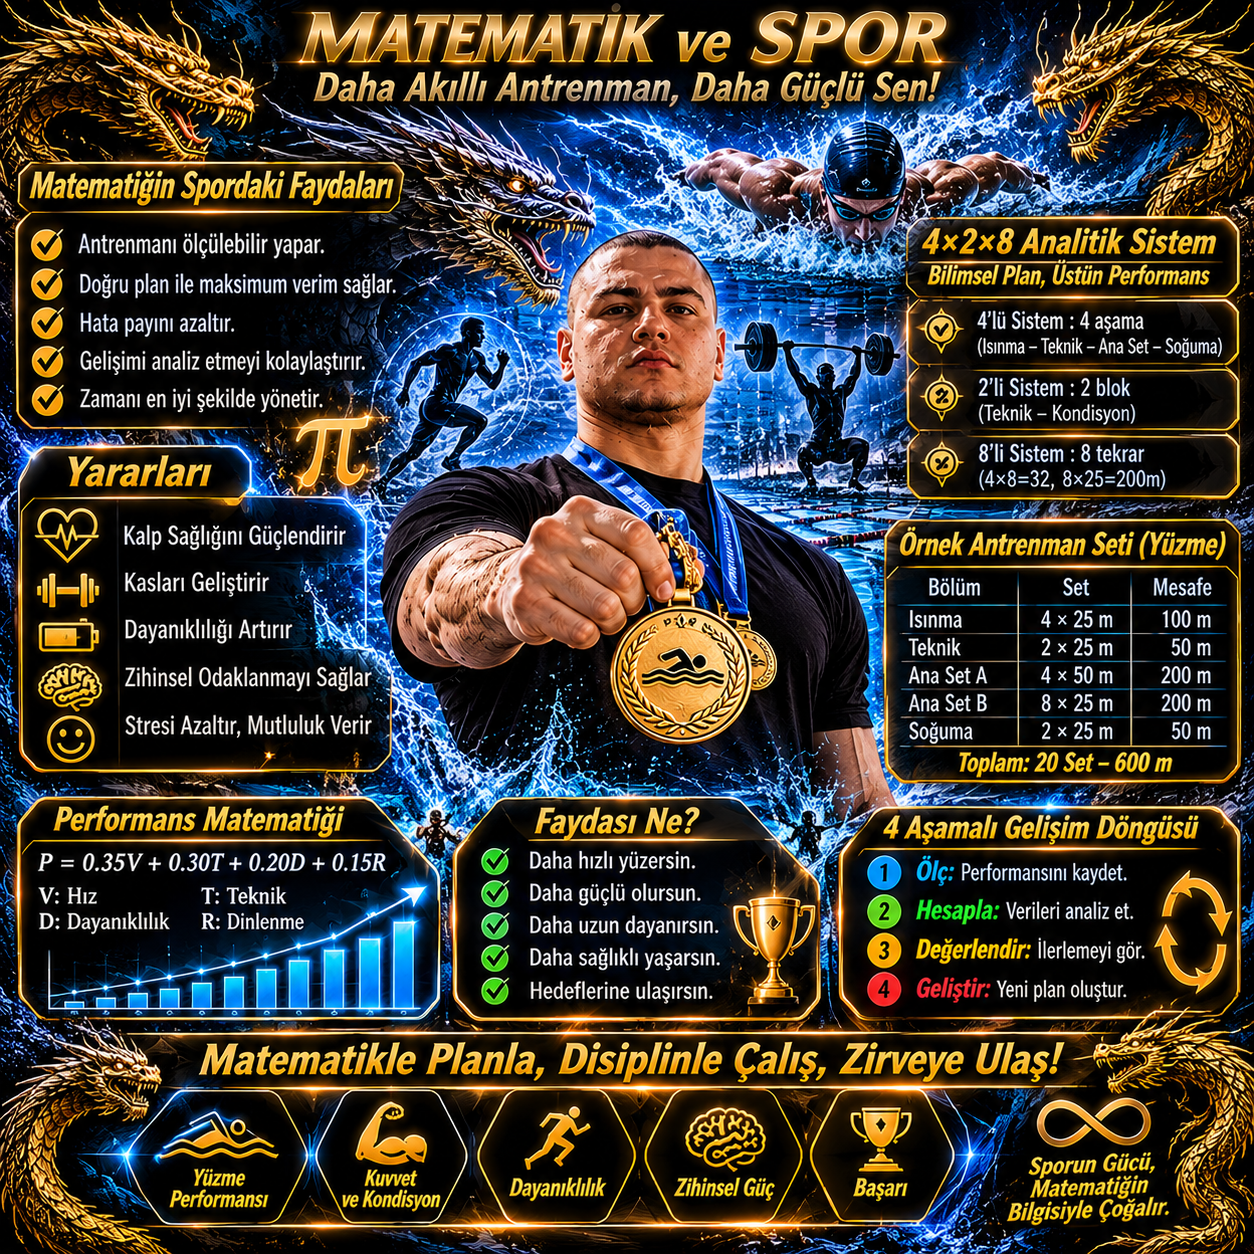 MATEMATİK VE SPOR
Daha Akıllı Antrenman, Daha Güçlü Sen!
Matematiğin Spordaki Faydaları
Antrenmanı ölçülebilir yapar.
Doğru plan ile maksimum verim sağlar.
Hata payını azaltır.
Gelişimi analiz etmeyi kolaylaştırır.
Zamanı en iyi şekilde yönetir.
π
Yararları
Kalp Sağlığını Güçlendirir
Kasları Geliştirir
Dayanıklılığı Artırır
Zihinsel Odaklanmayı Sağlar
Stresi Azaltır, Mutluluk Verir
4×2×8 Analitik Sistem
Bilimsel Plan, Üstün Performans
4'lü Sistem : 4 aşama
(Isınma – Teknik – Ana Set – Soğuma)
2'li Sistem : 2 blok
(Teknik – Kondisyon)
8'li Sistem : 8 tekrar
(4×8=32, 8×25=200m)
Örnek Antrenman Seti (Yüzme)
Bölüm Set Mesafe
Isınma 4 × 25 m 100 m
Teknik 2 × 25 m 50 m
Ana Set A 4 × 50 m 200 m
Ana Set B 8 × 25 m 200 m
Soğuma 2 × 25 m 50 m
Toplam: 20 Set – 600 m
Performans Matematiği
P = 0.35V + 0.30T + 0.20D + 0.15R
V: Hız T: Teknik
D: Dayanıklılık R: Dinlenme
Faydası Ne?
Daha hızlı yüzersin.
Daha güçlü olursun.
Daha uzun dayanırsın.
Daha sağlıklı yaşarsın.
Hedeflerine ulaşırsın.
4 Aşamalı Gelişim Döngüsü
1 Ölç: Performansını kaydet.
2 Hesapla: Verileri analiz et.
3 Değerlendir: İlerlemeyi gör.
4 Geliştir: Yeni plan oluştur.
Matematikle Planla, Disiplinle Çalış, Zirveye Ulaş!
Yüzme
Performansı
Kuvvet
ve Kondisyon
Dayanıklılık
Zihinsel Güç
Başarı
Sporun Gücü,
Matematiğin
Bilgisiyle Çoğalır.